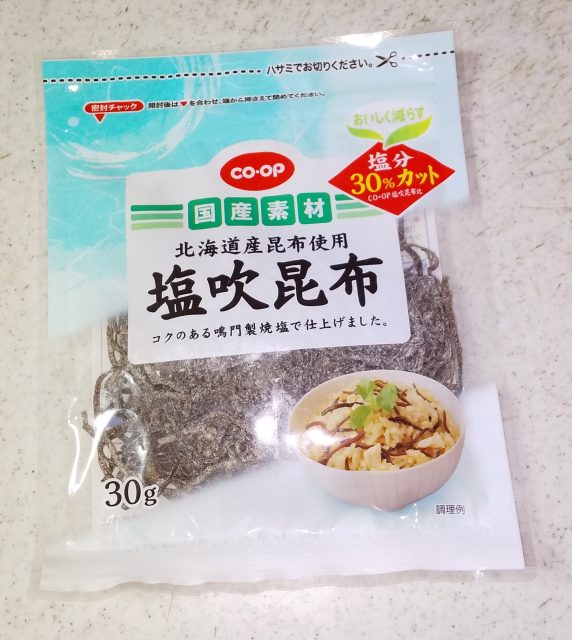 ハサミでお切りください。
密封チャック
開封後は▼を合わせ、端から押さえて閉めてください。
おいしく減らす
塩分
30%カット
CO・OP塩吹昆布比
CO・OP
国産素材
北海道産昆布使用
塩吹昆布
コクのある鳴門製焼塩で仕上げました。
30g
調理例